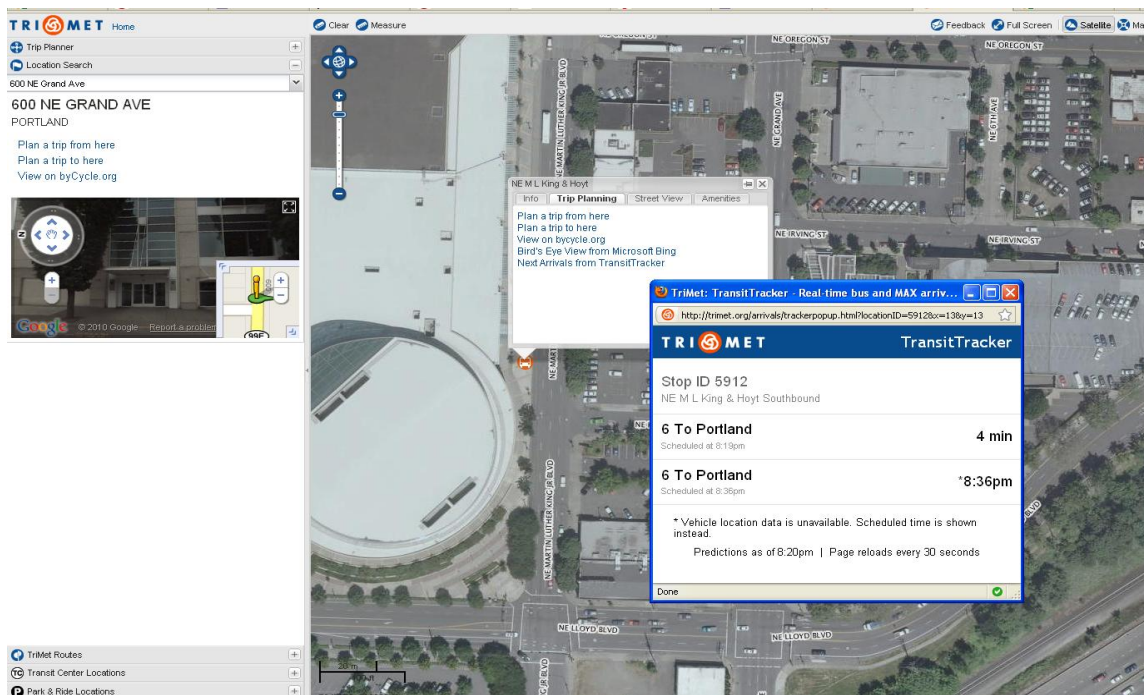 TRIMET Home
Trip Planner
Location Search
600 NE Grand Ave
600 NE GRAND AVE
PORTLAND
Plan a trip from here
Plan a trip to here
View on byCycle.org
N
Google © 2010 Google Report a problem
(99E)
TriMet Routes
TC Transit Center Locations
P Park & Ride Locations
Clear Measure
Feedback Full Screen Satelite Ma
NE OREGON ST
NE OREGON ST
NE MARTIN LUTHER KING JR BLVD
NE GRAND AVE
NE 6TH AVE
NE IRVING ST
NE IRVING ST
NE M L King & Hoyt
Info Trip Planning Street View Amenities
Plan a trip from here
Plan a trip to here
View on bycycle.org
Bird's Eye View from Microsoft Bing
Next Arrivals from TransitTracker
TriMet: TransitTracker - Real-time bus and MAX arriv...
http://trimet.org/arrivals/trackerpopup.html?locationID=5912&x=13&y=13
TRIMET TransitTracker
Stop ID 5912
NE M L King & Hoyt Southbound
6 To Portland 4 min
Scheduled at 8:19pm
6 To Portland *8:36pm
Scheduled at 8:36pm
* Vehicle location data is unavailable. Scheduled time is shown
instead.
Predictions as of 8:20pm | Page reloads every 30 seconds
Done
NE MARTIN LUTHER KING JR BLVD
NE LLOYD BLVD
NE LLOYD BLVD
20 m